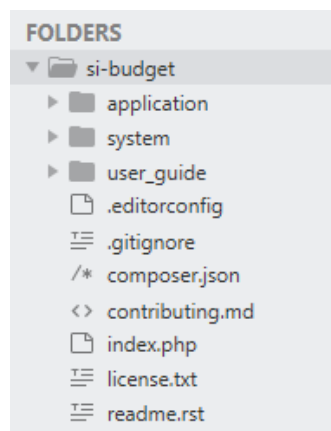 FOLDERS
si-budget
application
system
user_guide
.editorconfig
.gitignore
/* composer.json
<> contributing.md
index.php
license.txt
readme.rst